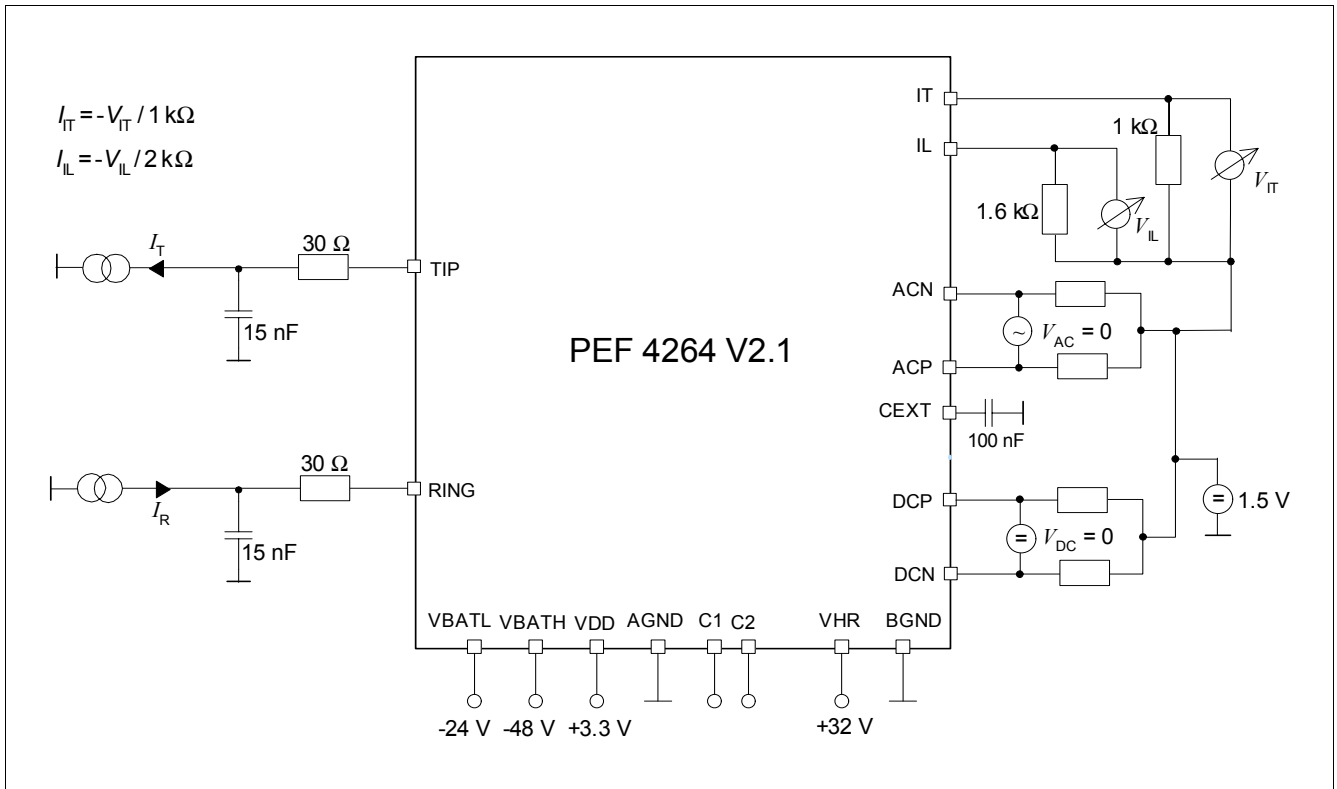 I_IT = -V_IT / 1 kΩ
I_IL = -V_IL / 2 kΩ
I_T
30 Ω
TIP
15 nF
30 Ω
RING
I_R
15 nF
PEF 4264 V2.1
IT
IL
1 kΩ
V_IT
1.6 kΩ
V_IL
ACN
~ V_AC = 0
ACP
CEXT
100 nF
DCP
= V_DC = 0
DCN
= 1.5 V
VBATL VBATH VDD AGND C1 C2 VHR BGND
-24 V -48 V +3.3 V +32 V